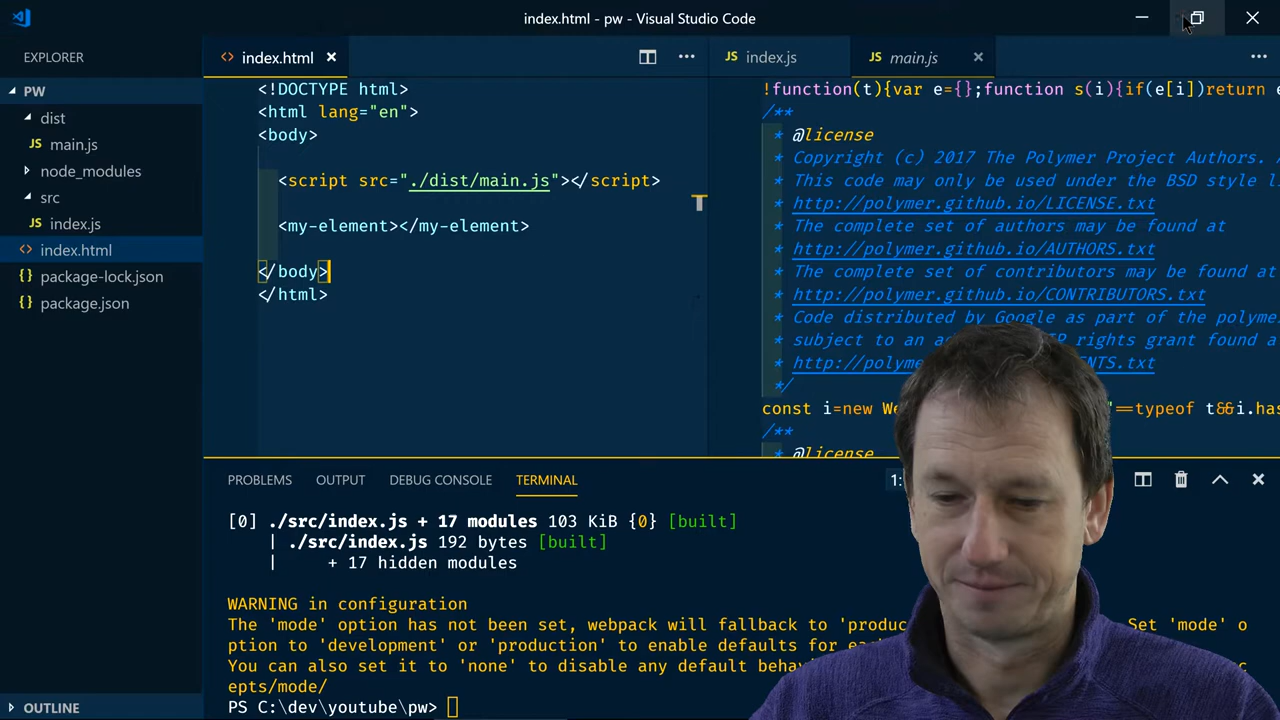 index.html - pw - Visual Studio Code
EXPLORER
PW
dist
JS main.js
node_modules
src
JS index.js
<> index.html
{} package-lock.json
{} package.json
OUTLINE
<> index.html
<!DOCTYPE html>
<html lang="en">
<body>
<script src="./dist/main.js"></script>
<my-element></my-element>
</body>
</html>
JS index.js
JS main.js
!function(t){var e={};function s(i){if(e[i])return e
/**
* @license
* Copyright (c) 2017 The Polymer Project Authors.
* This code may only be used under the BSD style li
* http://polymer.github.io/LICENSE.txt
* The complete set of authors may be found at
* http://polymer.github.io/AUTHORS.txt
* The complete set of contributors may be found at
* http://polymer.github.io/CONTRIBUTORS.txt
* Code distributed by Google as part of the polyme
* subject to an rights grant found a
* http://polymer.github.io/ NTS.txt
*/
const i=new We "==typeof t&&i.has
/**
* @license
PROBLEMS
OUTPUT
DEBUG CONSOLE
TERMINAL
1:
[0] ./src/index.js + 17 modules 103 KiB {0} [built]
| ./src/index.js 192 bytes [built]
| + 17 hidden modules
WARNING in configuration
The 'mode' option has not been set, webpack will fallback to 'produc Set 'mode' o
ption to 'development' or 'production' to enable defaults for ea
You can also set it to 'none' to disable any default behav c
epts/mode/
PS C:\dev\youtube\pw>